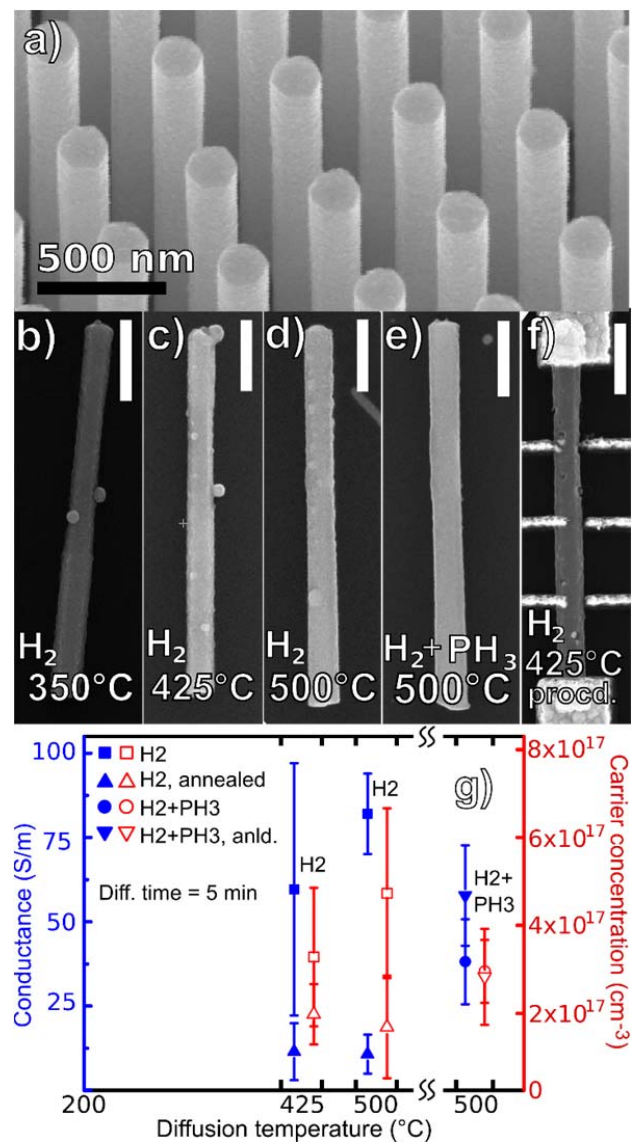 a)
500 nm
b)
c)
d)
e)
f)
H2
350°C
H2
425°C
H2
500°C
H2+PH3
500°C
H2
425°C
procd.
g)
Conductance (S/m)
100
75
50
25
H2
H2, annealed
H2+PH3
H2+PH3, anld.
Diff. time = 5 min
H2
H2
H2+
PH3
8x10^17
6x10^17
4x10^17
2x10^17
0
Carrier concentration (cm-3)
200
425
500
500
Diffusion temperature (°C)